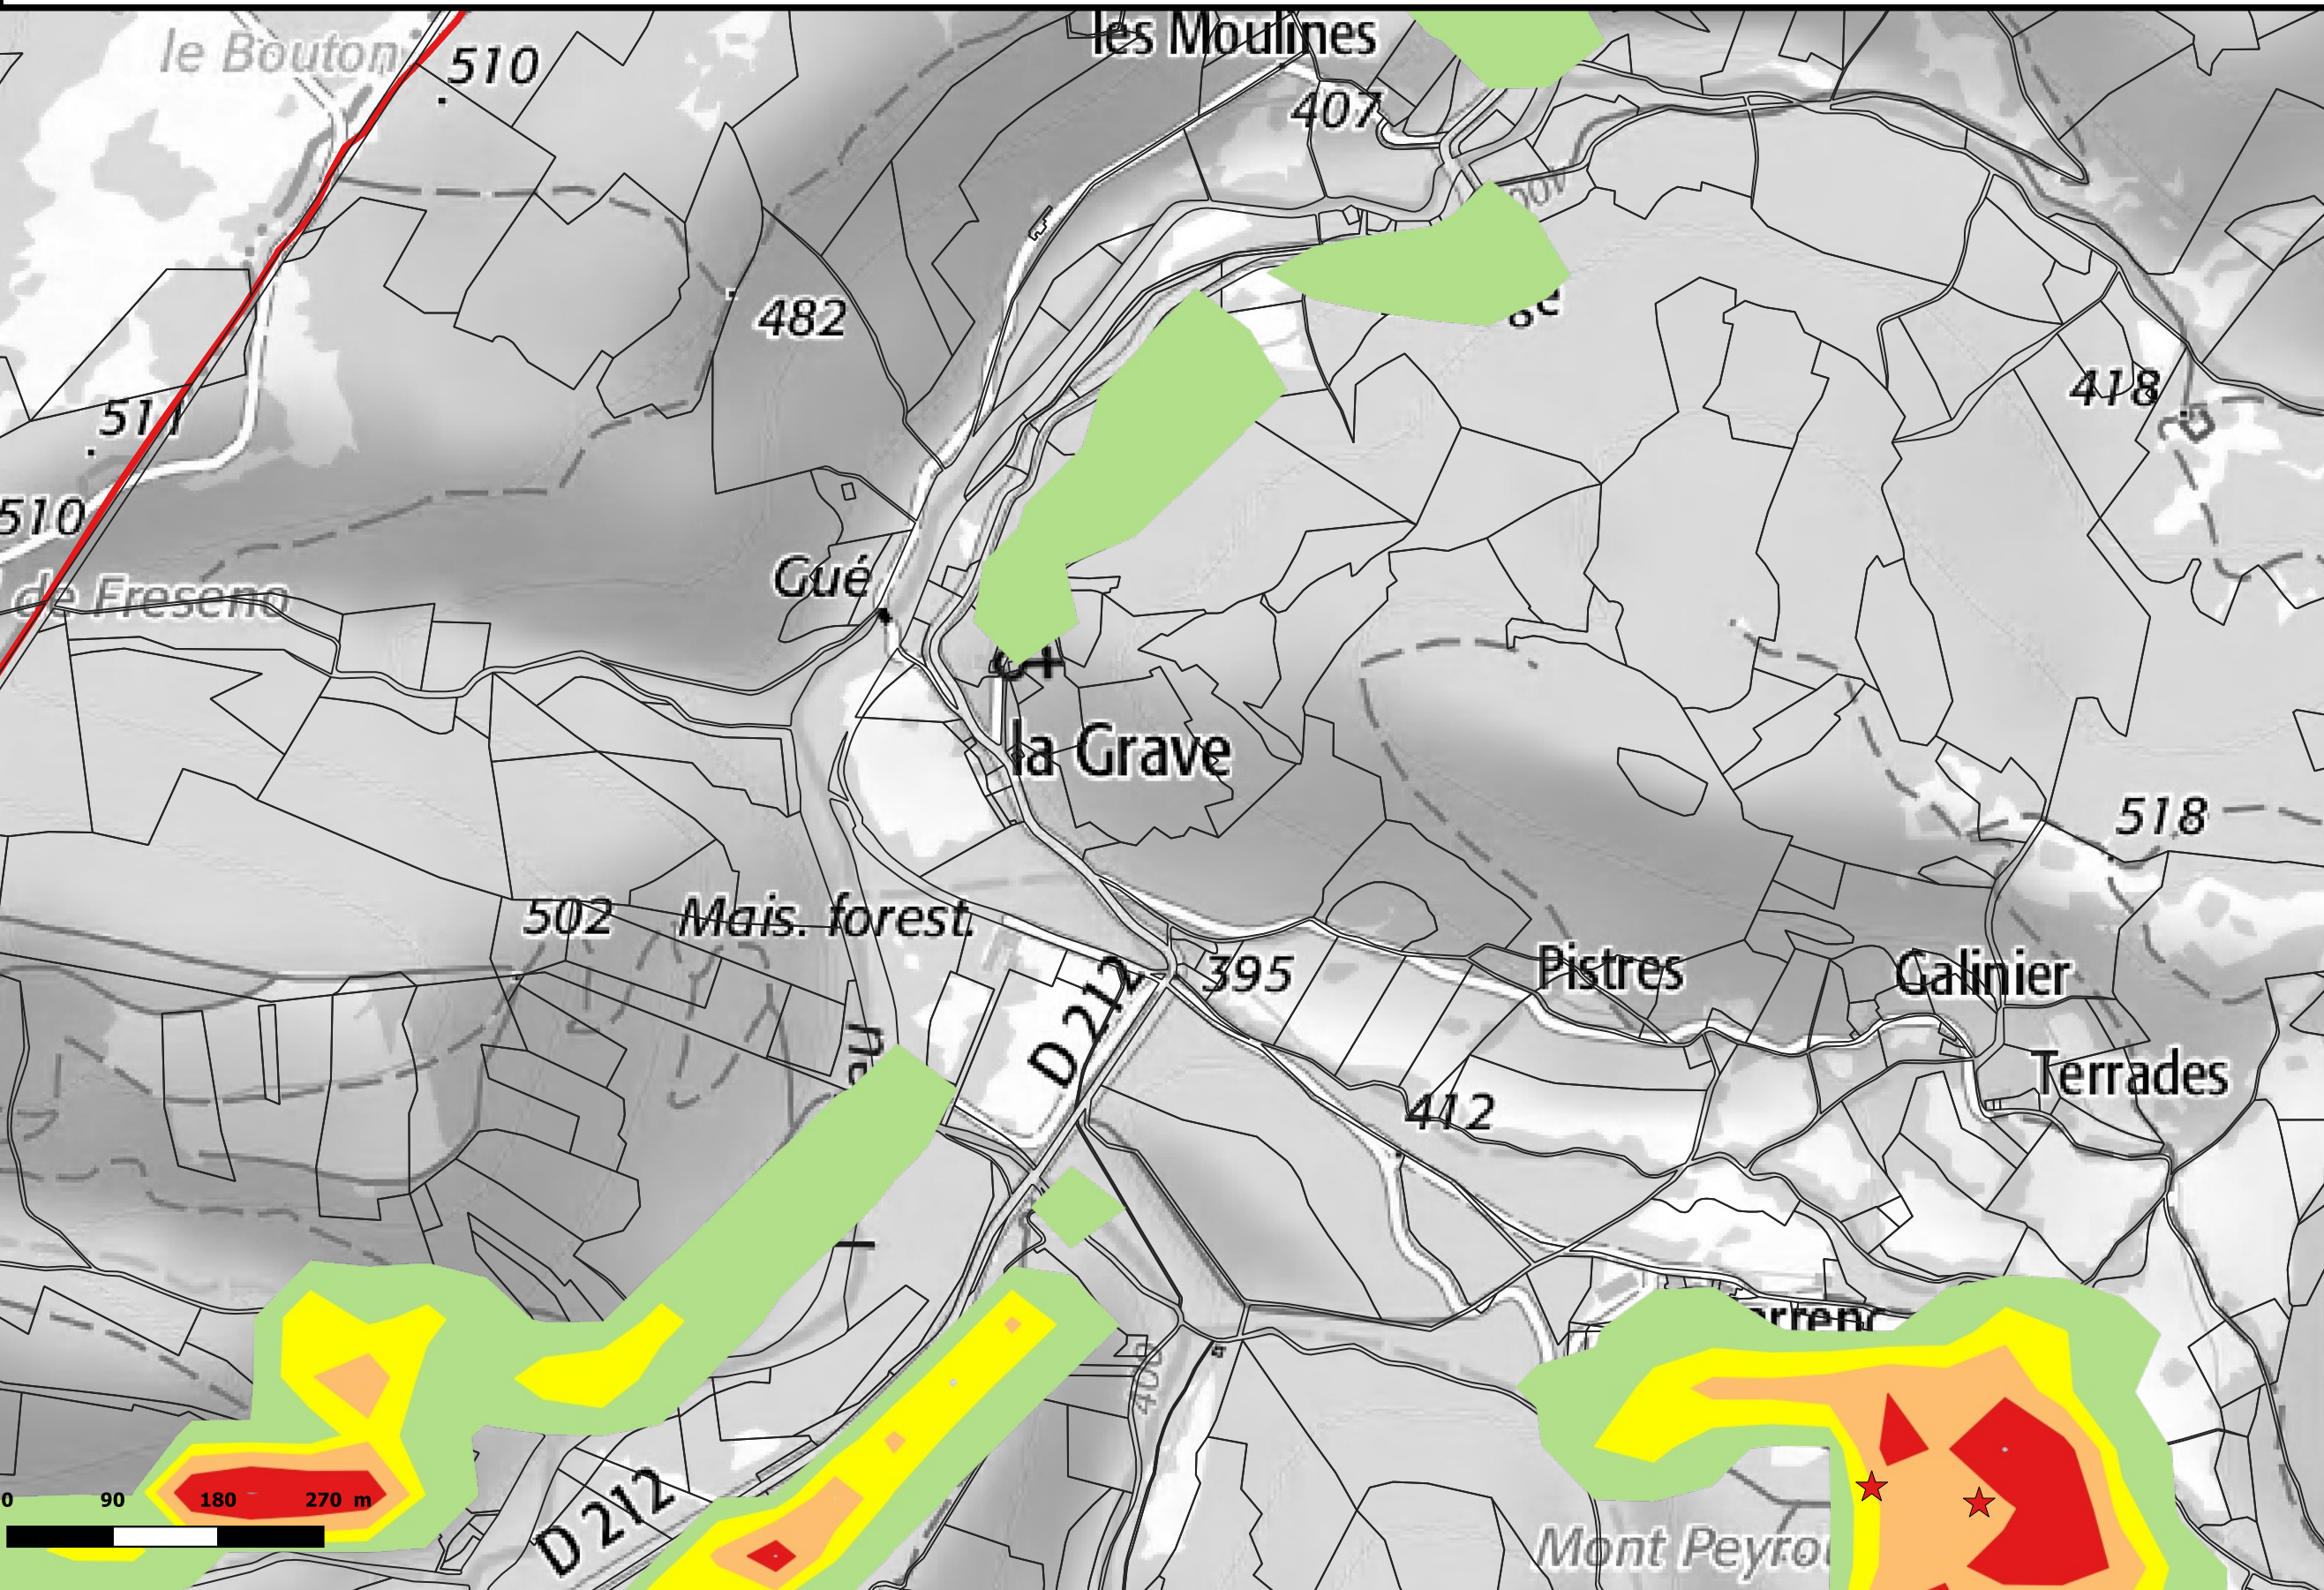 les Moulines
le Bouton
510
407
482
418
511
510
Gué
de Freseno
la Grave
518
502
Mais. forest.
395
Pistres
Galinier
D 212
Terrades
412
400
0 90 180 270 m
D 212
Mont Peyrou